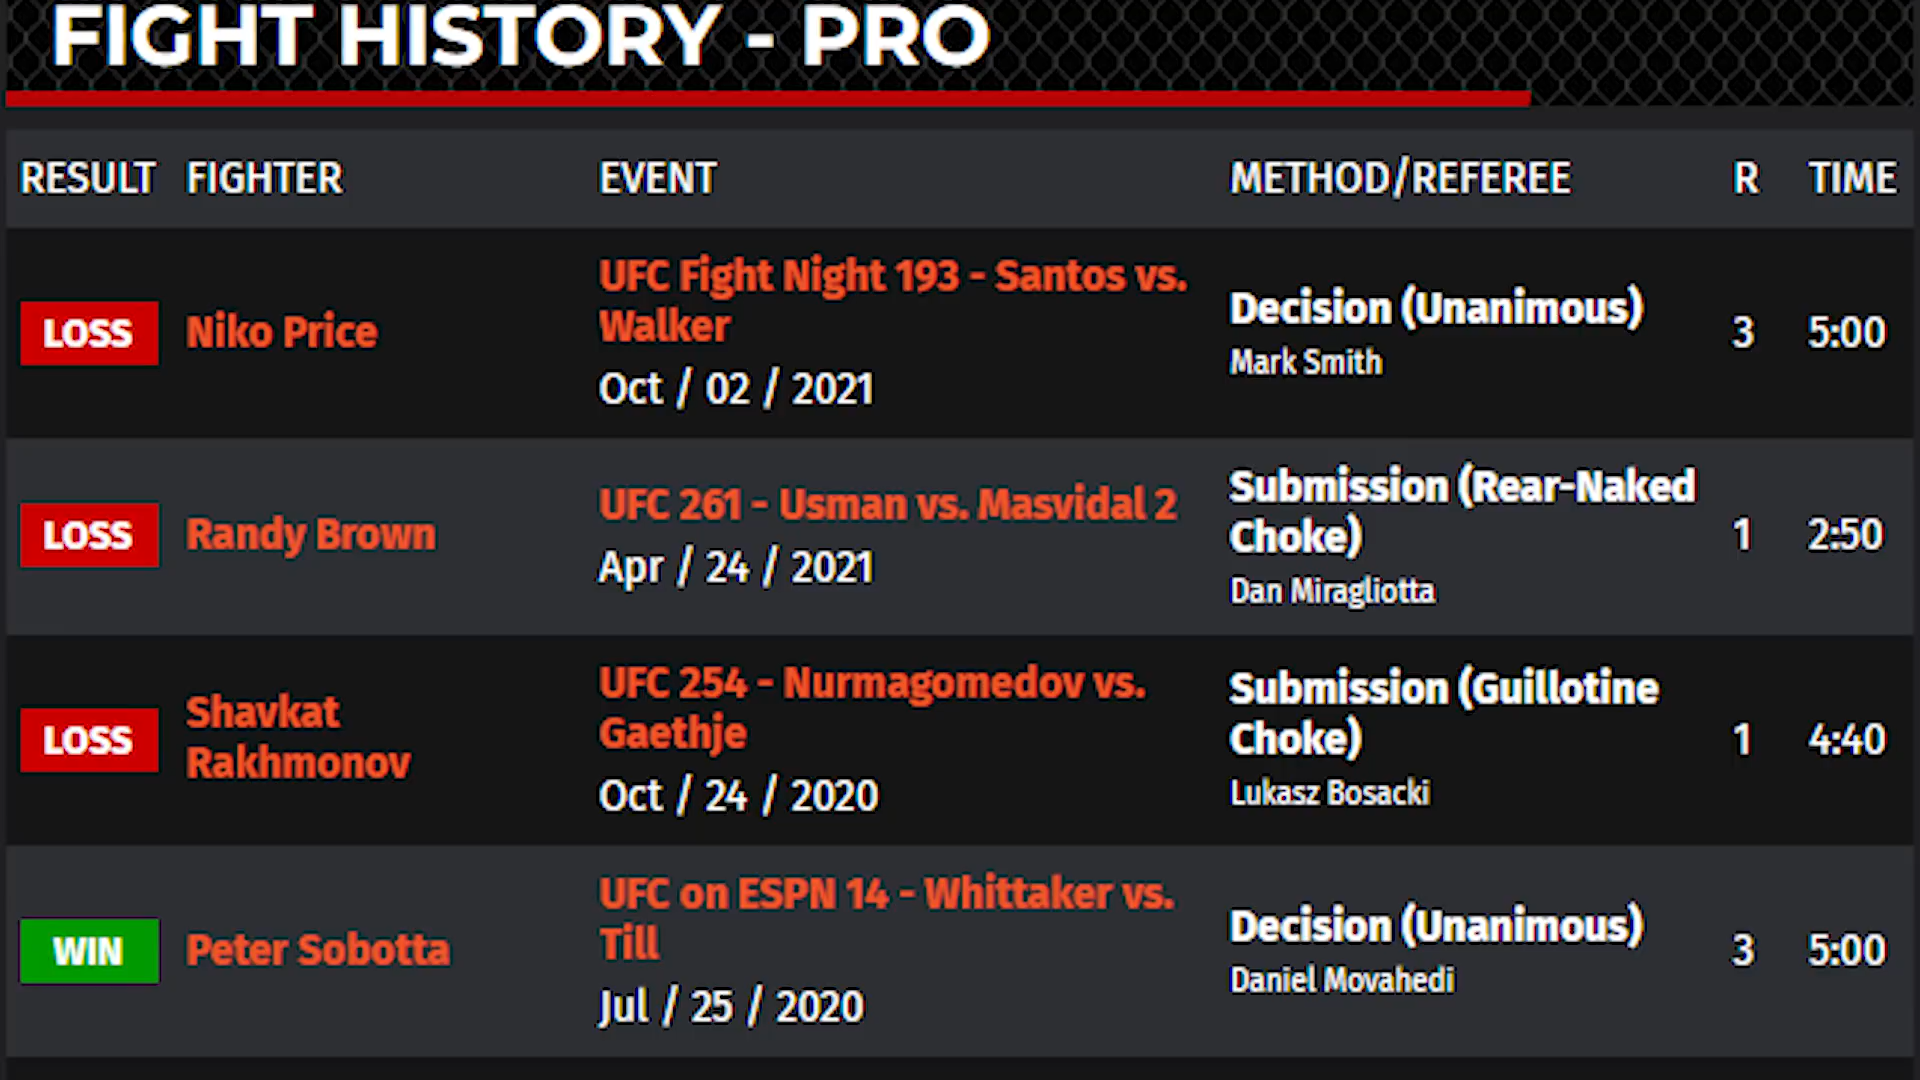 FIGHT HISTORY - PRO
RESULT FIGHTER EVENT METHOD/REFEREE R TIME
LOSS
Niko Price
UFC Fight Night 193 - Santos vs.
Walker
Oct / 02 / 2021
Decision (Unanimous)
Mark Smith
3
5:00
LOSS
Randy Brown
UFC 261 - Usman vs. Masvidal 2
Apr / 24 / 2021
Submission (Rear-Naked
Choke)
Dan Miragliotta
1
2:50
LOSS
Shavkat
Rakhmonov
UFC 254 - Nurmagomedov vs.
Gaethje
Oct / 24 / 2020
Submission (Guillotine
Choke)
Lukasz Bosacki
1
4:40
WIN
Peter Sobotta
UFC on ESPN 14 - Whittaker vs.
Till
Jul / 25 / 2020
Decision (Unanimous)
Daniel Movahedi
3
5:00